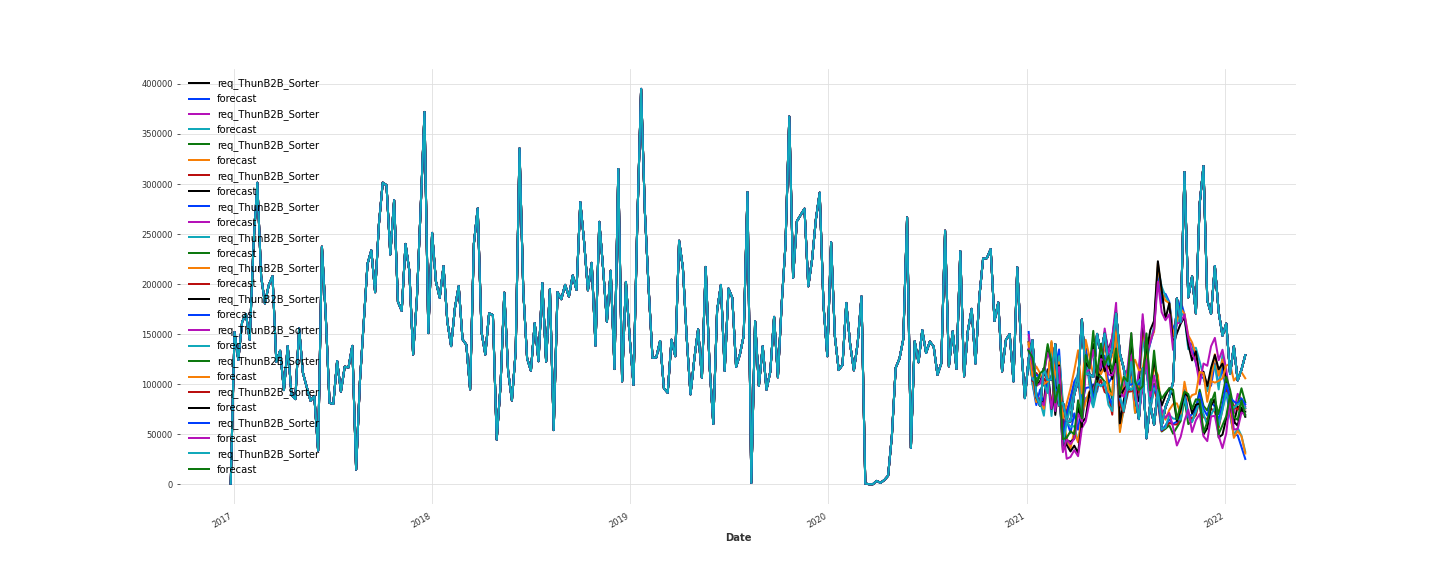 400000
350000
300000
250000
200000
150000
100000
50000
0
req_ThunB2B_Sorter
forecast
req_ThunB2B_Sorter
forecast
req_ThunB2B_Sorter
forecast
req_ThunB2B_Sorter
forecast
req_ThunB2B_Sorter
forecast
req_ThunB2B_Sorter
forecast
req_ThunB2B_Sorter
forecast
req_ThunB2B_Sorter
forecast
req_ThunB2B_Sorter
forecast
req_ThunB2B_Sorter
forecast
req_ThunB2B_Sorter
forecast
req_ThunB2B_Sorter
forecast
req_ThunB2B_Sorter
forecast
2017 2018 2019 2020 2021 2022
Date